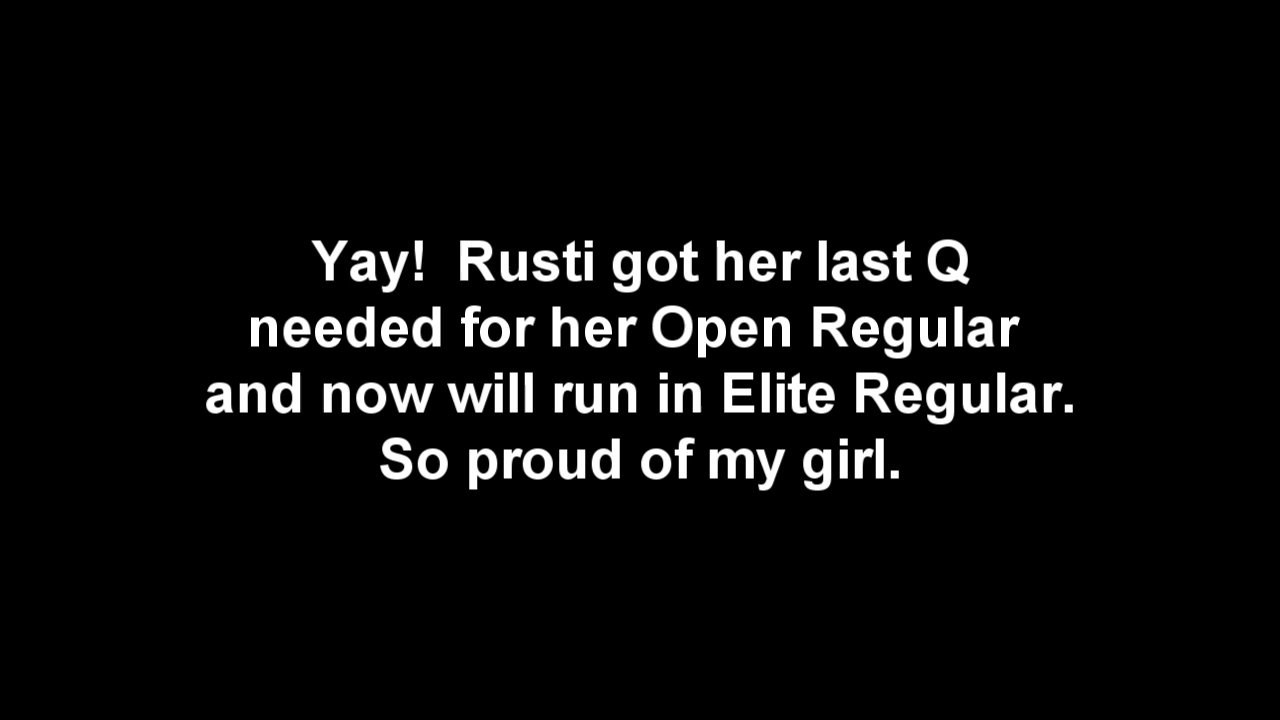 Yay!  Rusti got her last Q
needed for her Open Regular
and now will run in Elite Regular.
So proud of my girl.